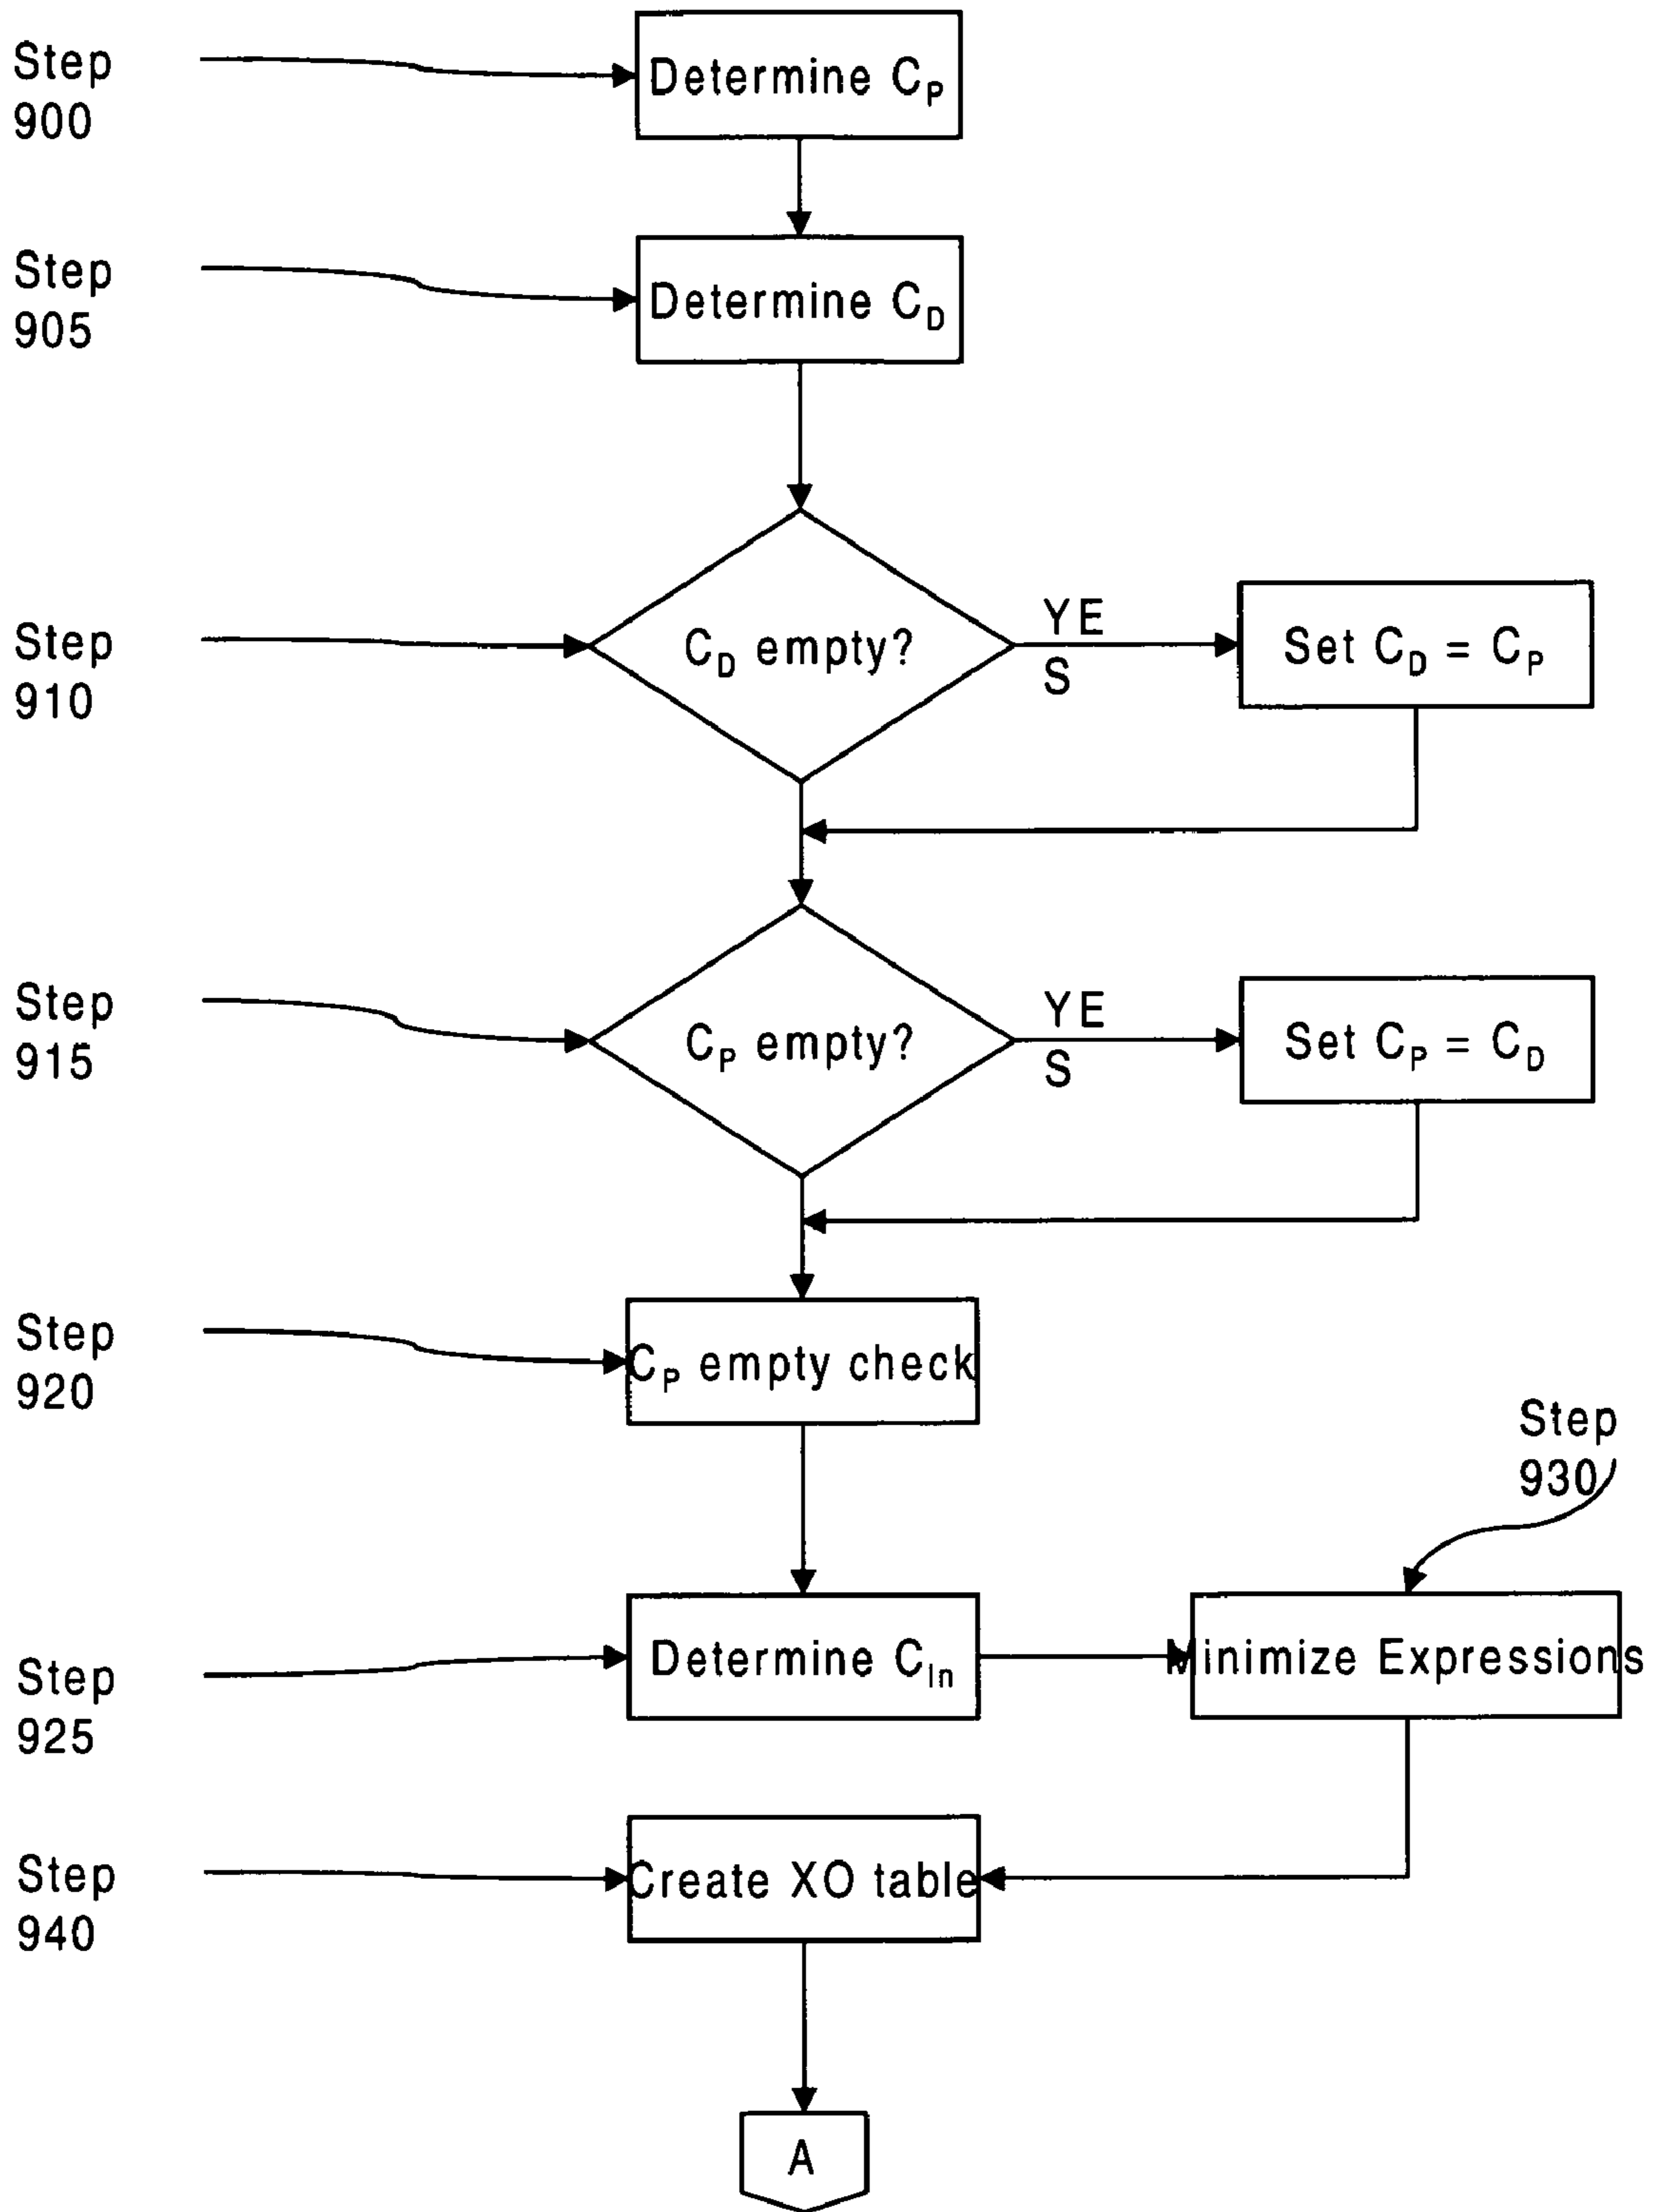 Step
900
Determine CP
Step
905
Determine CD
Step
910
CD empty?
YE
S
Set CD = CP
Step
915
CP empty?
YE
S
Set CP = CD
Step
920
CP empty check
Step
930
Step
925
Determine CIn
Minimize Expressions
Step
940
Create XO table
A